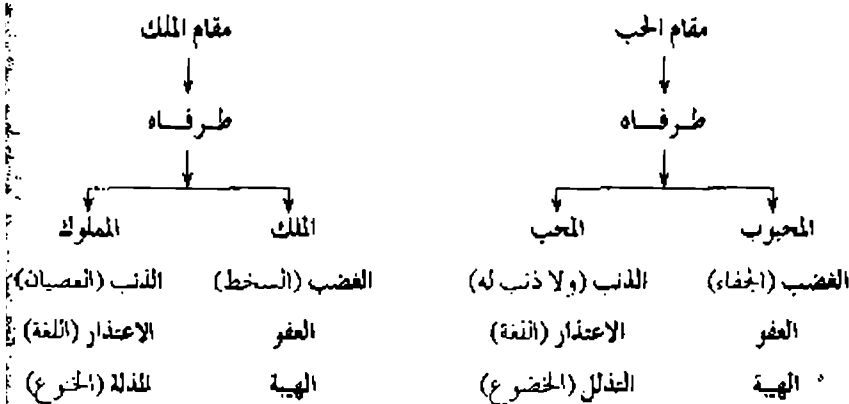 مقام الحب مقام الملك
طرفاه طرفاه
المحبوب المحب الملك المملوك
الغضب (الجفاء) الذنب (ولا ذنب له) الغضب (السخط) الذنب (العصيان)
العفو الاعتذار (اللغة) العفو الاعتذار (اللغة)
الهيبة التذلل (الخضوع) الهيبة المذلة (الخنوع)